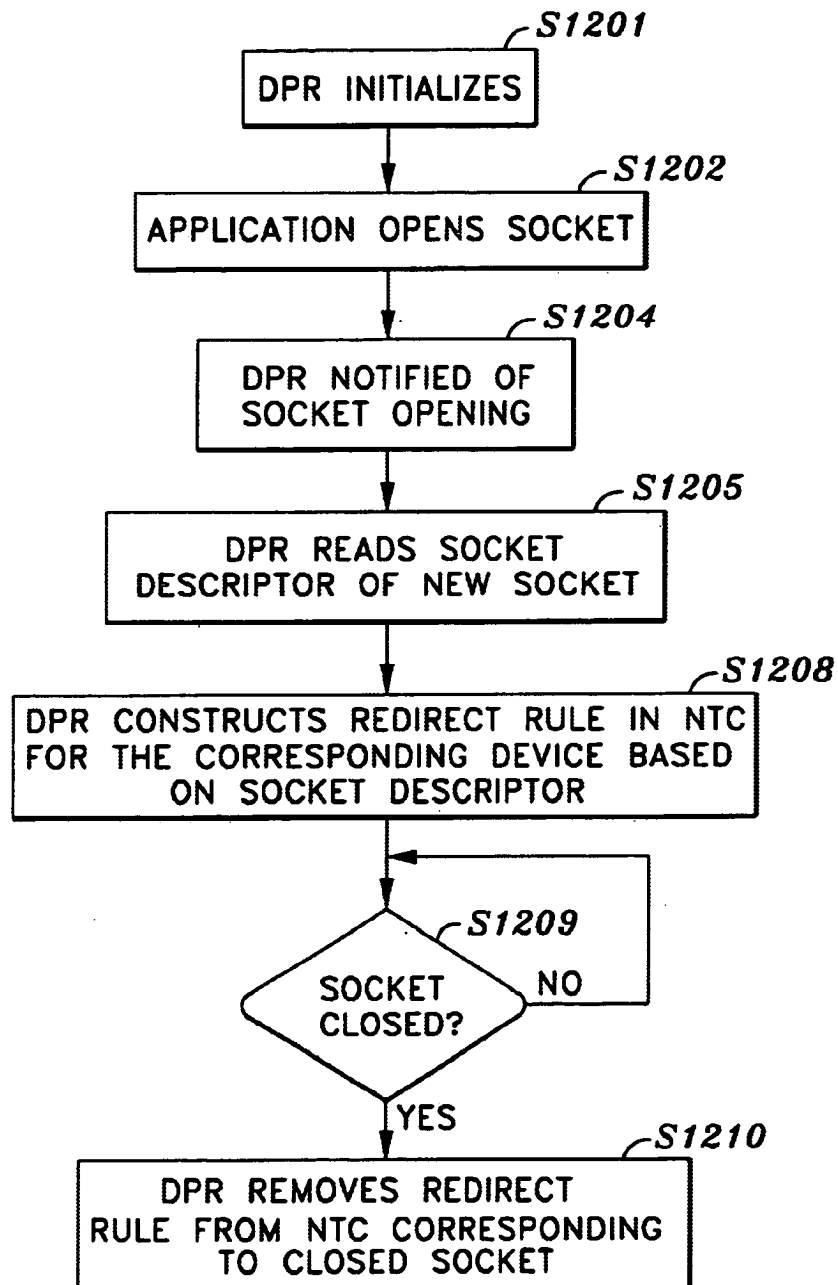 S1201
DPR INITIALIZES
S1202
APPLICATION OPENS SOCKET
S1204
DPR NOTIFIED OF
SOCKET OPENING
S1205
DPR READS SOCKET
DESCRIPTOR OF NEW SOCKET
S1208
DPR CONSTRUCTS REDIRECT RULE IN NTC
FOR THE CORRESPONDING DEVICE BASED
ON SOCKET DESCRIPTOR
S1209
SOCKET
CLOSED?
NO
YES
S1210
DPR REMOVES REDIRECT
RULE FROM NTC CORRESPONDING
TO CLOSED SOCKET